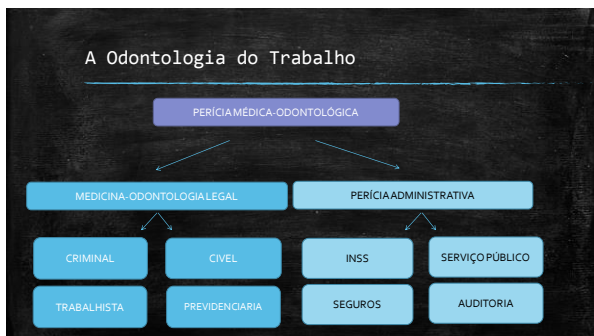 A Odontologia do Trabalho
PERÍCIA MÉDICA-ODONTOLÓGICA
MEDICINA-ODONTOLOGIA LEGAL
PERÍCIA ADMINISTRATIVA
CRIMINAL
CIVEL
INSS
SERVIÇO PÚBLICO
TRABALHISTA
PREVIDENCIARIA
SEGUROS
AUDITORIA